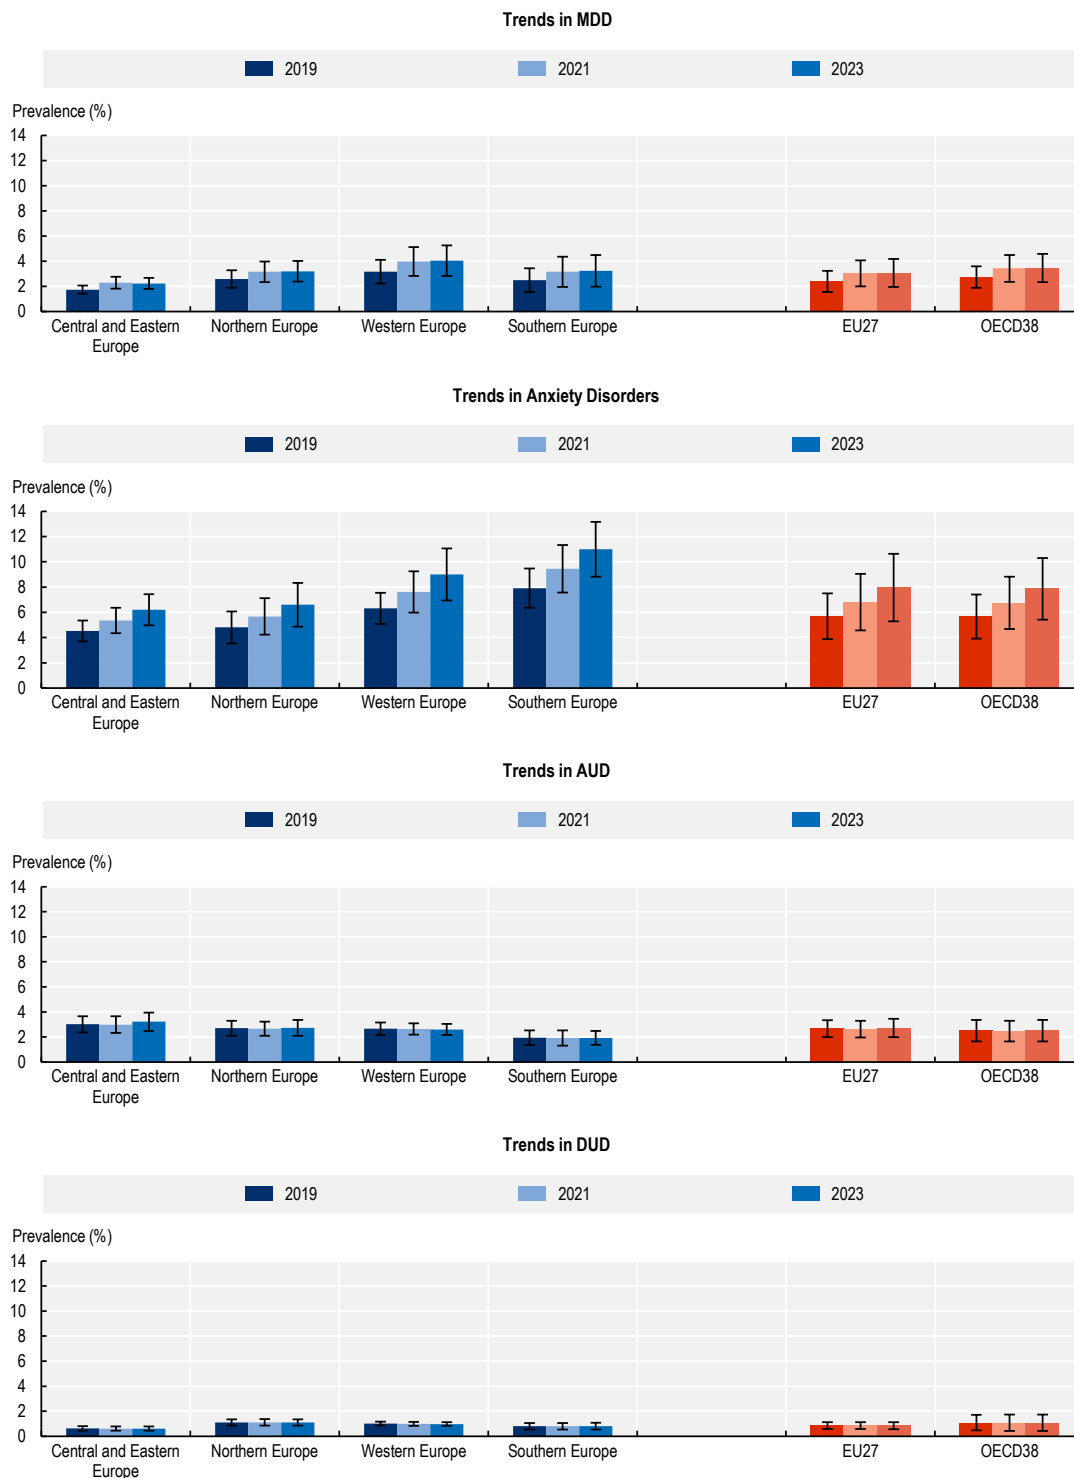 Trends in MDD
2019 2021 2023
Prevalence (%)
14
12
10
8
6
4
2
0
Central and Eastern Europe Northern Europe Western Europe Southern Europe EU27 OECD38
Trends in Anxiety Disorders
2019 2021 2023
Prevalence (%)
14
12
10
8
6
4
2
0
Central and Eastern Europe Northern Europe Western Europe Southern Europe EU27 OECD38
Trends in AUD
2019 2021 2023
Prevalence (%)
14
12
10
8
6
4
2
0
Central and Eastern Europe Northern Europe Western Europe Southern Europe EU27 OECD38
Trends in DUD
2019 2021 2023
Prevalence (%)
14
12
10
8
6
4
2
0
Central and Eastern Europe Northern Europe Western Europe Southern Europe EU27 OECD38